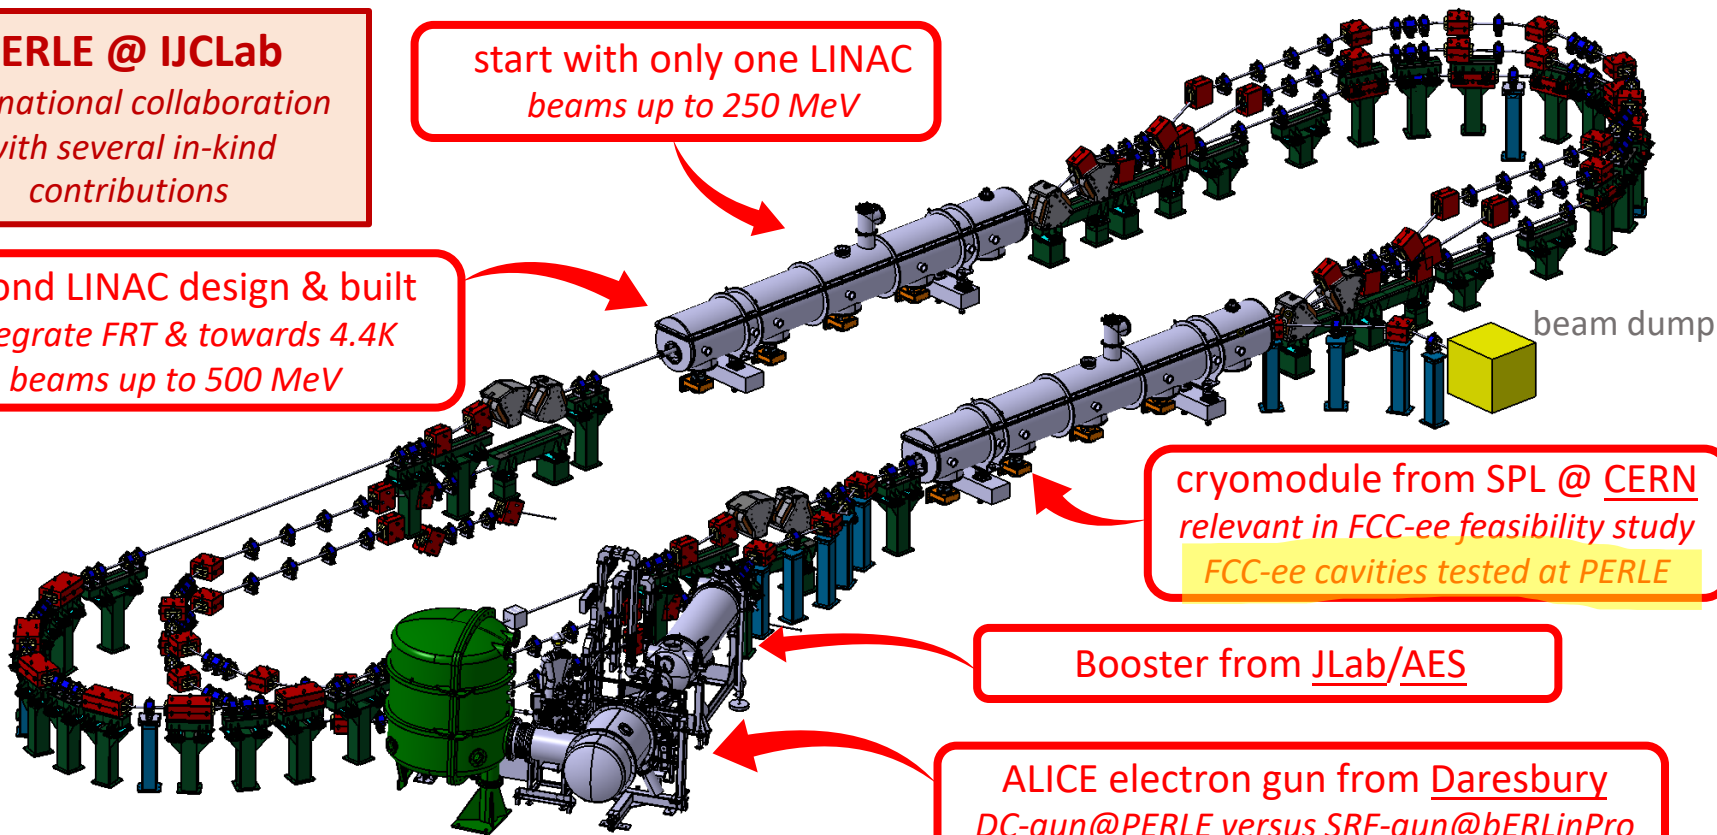 ERLE @ IJCLab
national collaboration
with several in-kind
contributions
start with only one LINAC
beams up to 250 MeV
ond LINAC design & built
egrate FRT & towards 4.4K
beams up to 500 MeV
beam dump
cryomodule from SPL @ CERN
relevant in FCC-ee feasibility study
FCC-ee cavities tested at PERLE
Booster from JLab/AES
ALICE electron gun from Daresbury
DC-gun@PERLE versus SRF-gun@bERLinPro